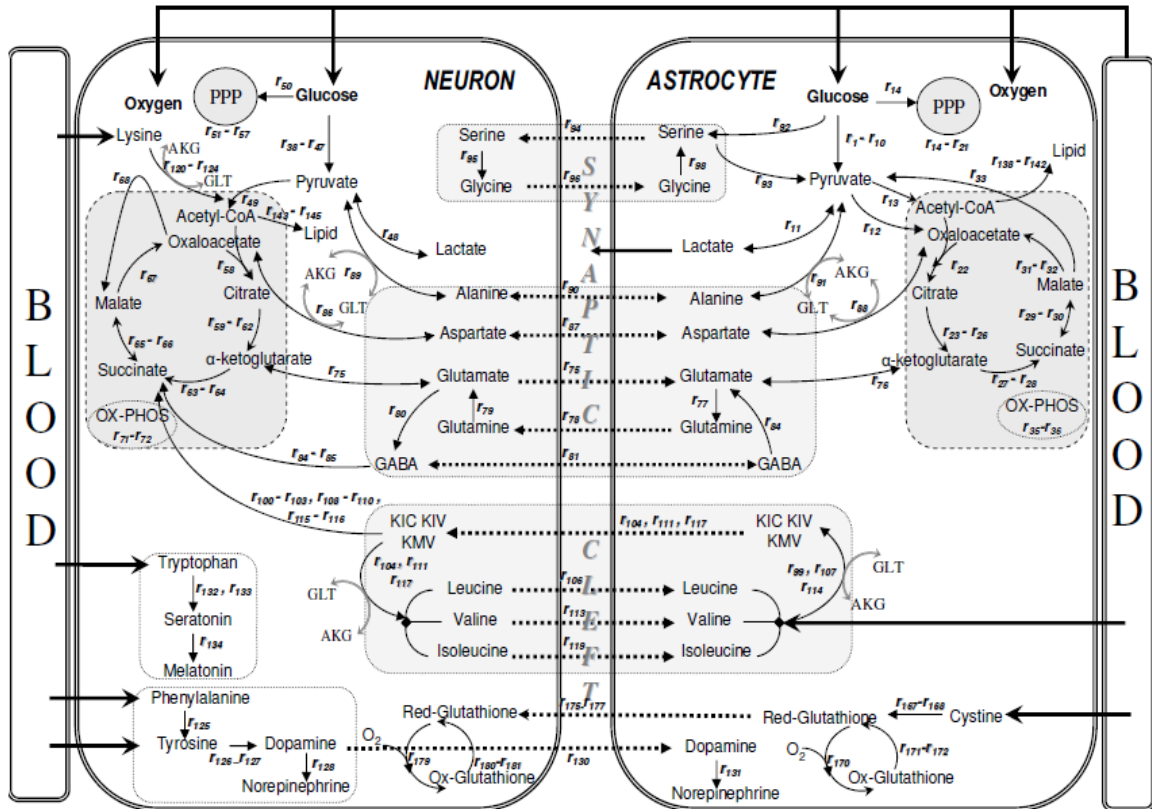 NEURON
ASTROCYTE
B L O O D
B L O O D
S Y N A P T I C
C L E F T
Oxygen
PPP
r50
Glucose
r51 - r57
Lysine
AKG
r120 - r124
GLT
r38 - r47
r68
Pyruvate
r49
Acetyl-CoA
r143 - r145
Lipid
Oxaloacetate
r58
r67
Citrate
Malate
r59 - r62
r65 - r66
α-ketoglutarate
Succinate
r63 - r64
OX-PHOS
r71- r72
r48
Lactate
AKG
r89
GLT
r86
Alanine
Aspartate
r75
Glutamate
r80
r79
Glutamine
GABA
r84 - r85
Serine
r94
Serine
r95
r98
Glycine
r96
Glycine
r92
r93
Glucose
r14
PPP
Oxygen
r14 - r21
r1 - r10
r138 - r142
Lipid
r33
Pyruvate
r13
Acetyl-CoA
r12
Oxaloacetate
r11
Lactate
r22
r31 - r32
Citrate
Malate
r29 - r30
r23 - r26
Succinate
α-ketoglutarate
r27 - r28
OX-PHOS
r35-r36
r91
AKG
GLT
r88
r90
Alanine
r87
Aspartate
r76
Glutamate
r76
r77
r78
Glutamine
r84
r81
GABA
r100 - r103 , r108 - r110 ,
r115 - r116
KIC KIV
KMV
r104 , r111 , r117
KIC KIV
KMV
r104 , r111
r117
GLT
AKG
r99 , r107
r114
GLT
AKG
Leucine
r106
Leucine
Valine
r113
Valine
Isoleucine
r119
Isoleucine
Tryptophan
r132 , r133
Seratonin
r134
Melatonin
Phenylalanine
r125
Tyrosine
r126 - r127
Dopamine
r128
Norepinephrine
Red-Glutathione
r176- r177
Red-Glutathione
r167-r168
Cystine
O2
r179
r180- r181
Ox-Glutathione
r130
Dopamine
r131
Norepinephrine
O2
r170
r171- r172
Ox-Glutathione